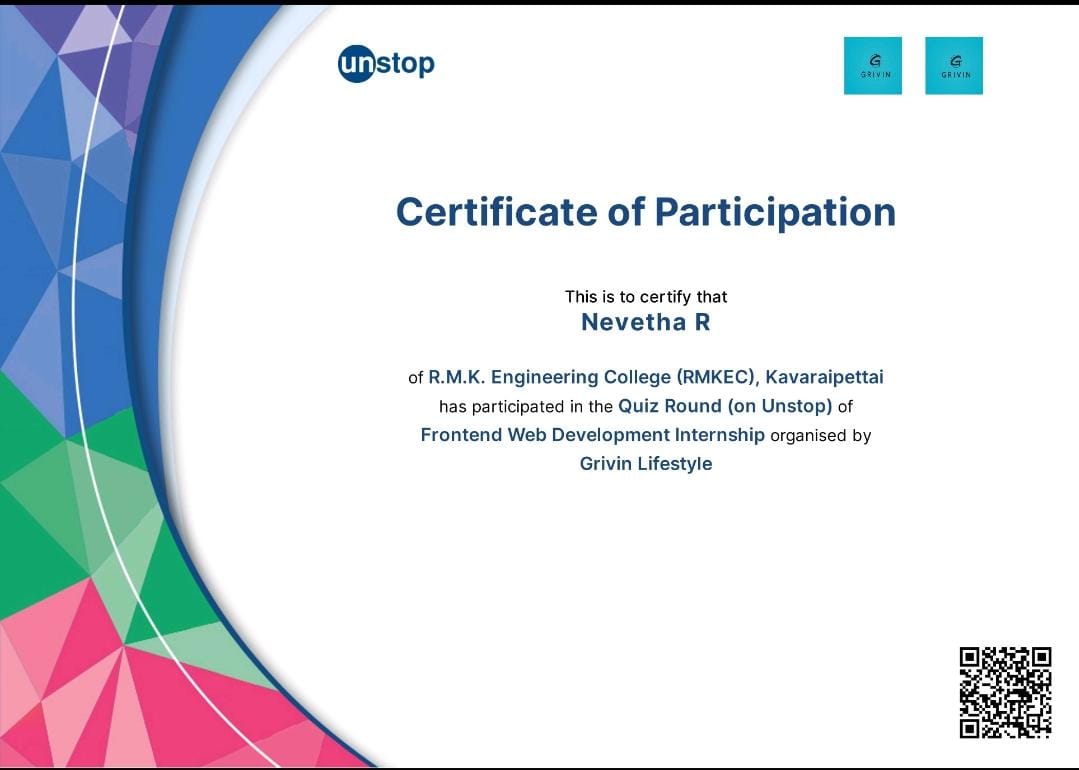 unstop
GRIVIN
GRIVIN
Certificate of Participation
This is to certify that
Nevetha R
of R.M.K. Engineering College (RMKEC), Kavaraipettai
has participated in the Quiz Round (on Unstop) of
Frontend Web Development Internship organised by
Grivin Lifestyle